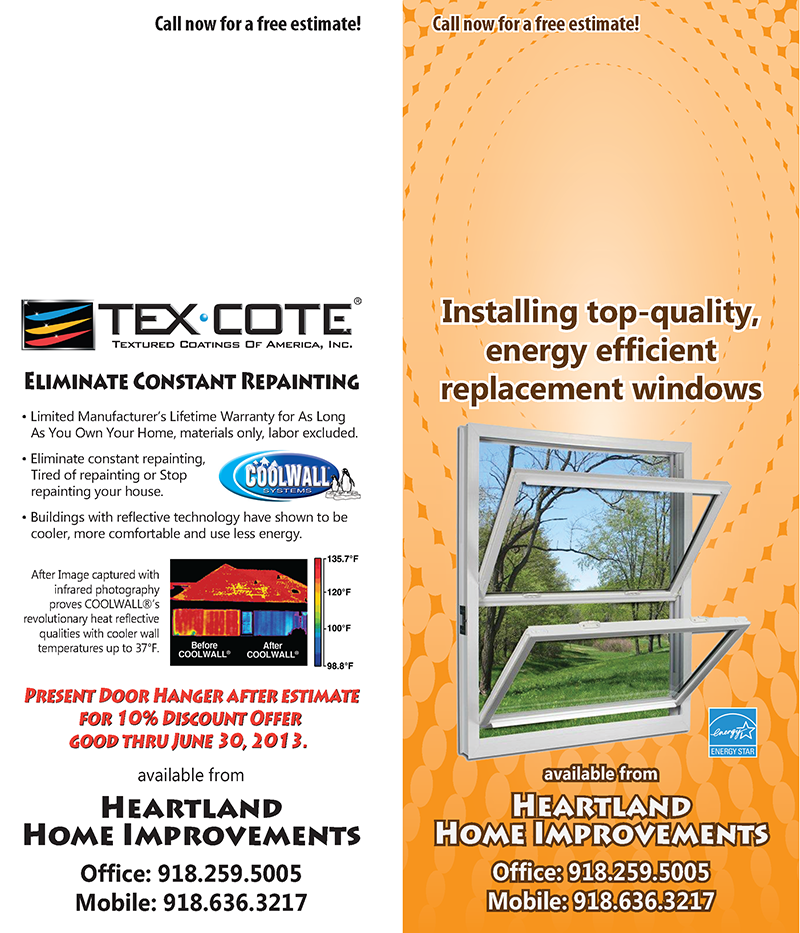 Call now for a free estimate!
TEX•COTE®
TEXTURED COATINGS OF AMERICA, INC.
ELIMINATE CONSTANT REPAINTING
• Limited Manufacturer's Lifetime Warranty for As Long
As You Own Your Home, materials only, labor excluded.
• Eliminate constant repainting,
Tired of repainting or Stop
repainting your house.
COOLWALL
SYSTEMS
• Buildings with reflective technology have shown to be
cooler, more comfortable and use less energy.
After Image captured with
infrared photography
proves COOLWALL®'s
revolutionary heat reflective
qualities with cooler wall
temperatures up to 37°F.
Before
COOLWALL®
After
COOLWALL®
135.7°F
120°F
100°F
98.8°F
PRESENT DOOR HANGER AFTER ESTIMATE
FOR 10% DISCOUNT OFFER
GOOD THRU JUNE 30, 2013.
available from
HEARTLAND
HOME IMPROVEMENTS
Office: 918.259.5005
Mobile: 918.636.3217
Call now for a free estimate!
Installing top-quality,
energy efficient
replacement windows
energy
ENERGY STAR
available from
HEARTLAND
HOME IMPROVEMENTS
Office: 918.259.5005
Mobile: 918.636.3217